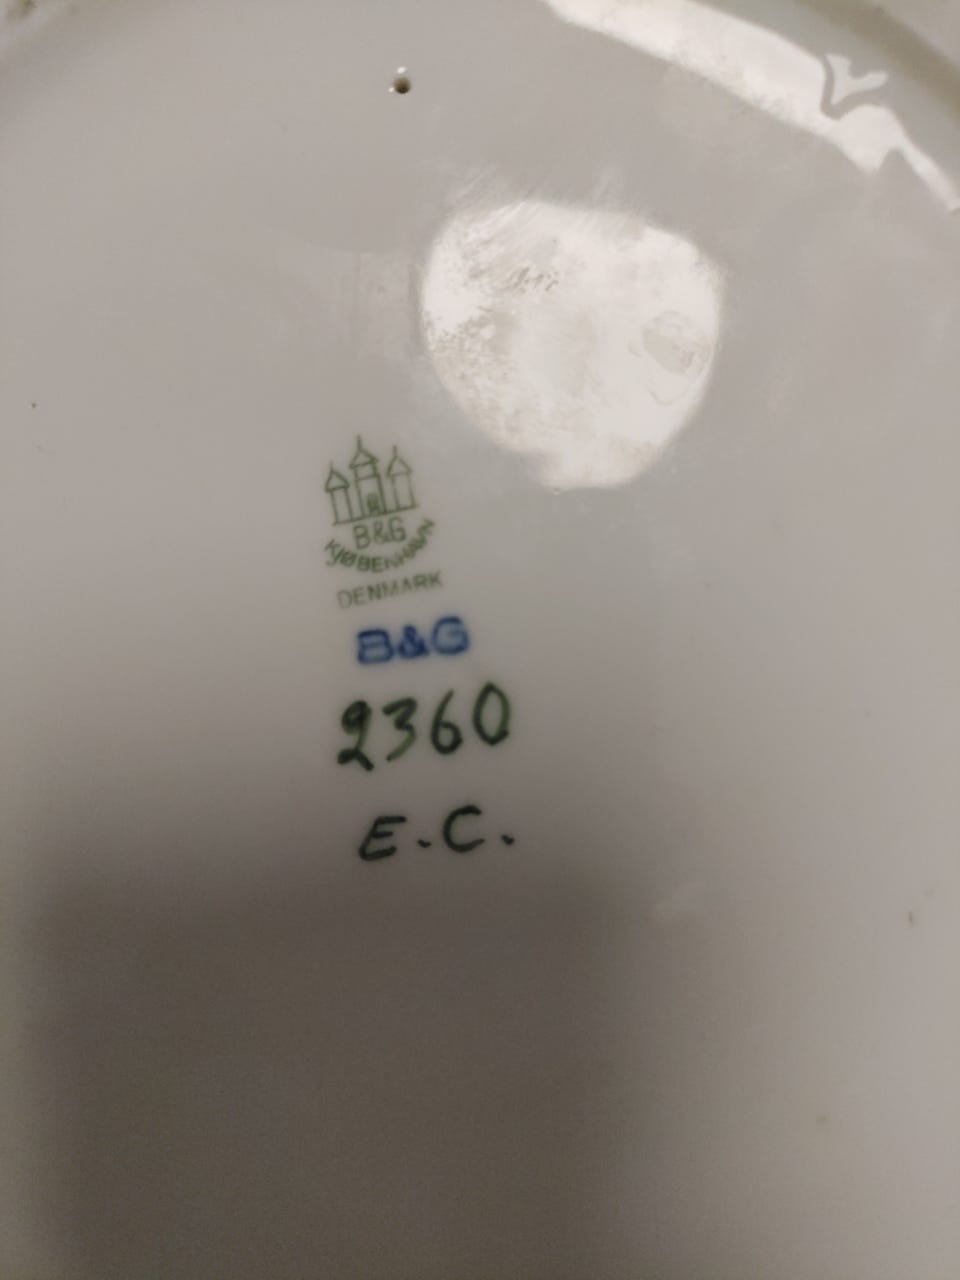 B&G
KJØBENHAVN
DENMARK
B&G
2360
E.C.